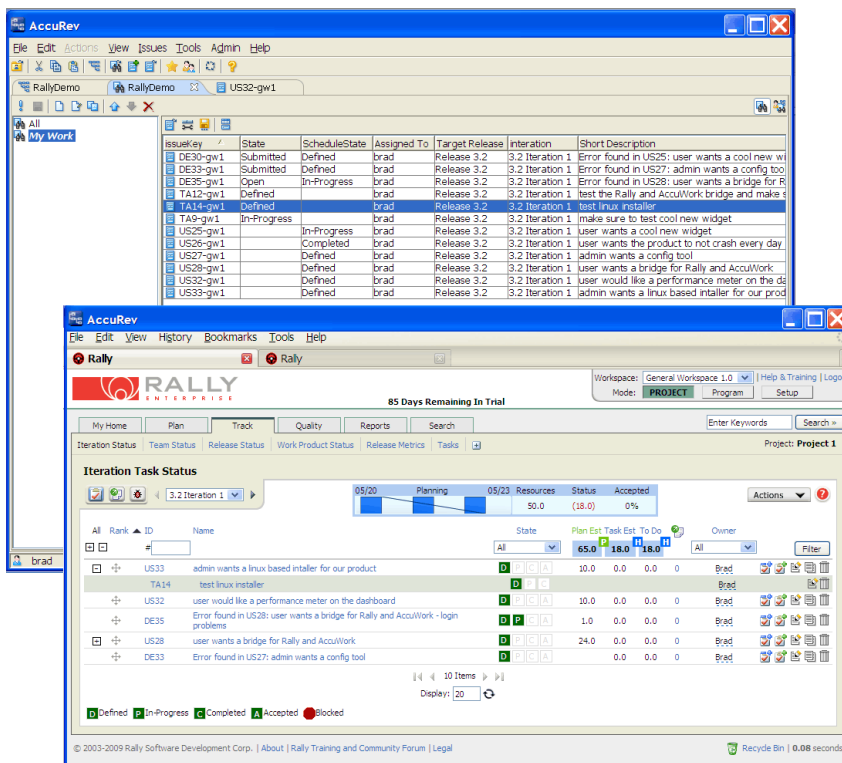 AccuRev
File Edit Actions View Issues Tools Admin Help
RallyDemo RallyDemo US32-gw1
All
My Work
issueKey State ScheduleState Assigned To Target Release interation Short Description
DE30-gw1 Submitted Defined brad Release 3.2 3.2 Iteration 1 Error found in US25: user wants a cool new wi
DE33-gw1 Submitted Defined brad Release 3.2 3.2 Iteration 1 Error found in US27: admin wants a config too
DE35-gw1 Open In-Progress brad Release 3.2 3.2 Iteration 1 Error found in US28: user wants a bridge for R
TA12-gw1 Defined brad Release 3.2 3.2 Iteration 1 test the Rally and AccuWork bridge and make s
TA14-gw1 Defined brad Release 3.2 3.2 Iteration 1 test linux installer
TA9-gw1 In-Progress brad Release 3.2 3.2 Iteration 1 make sure to test cool new widget
US25-gw1 In-Progress brad Release 3.2 3.2 Iteration 1 user wants a cool new widget
US26-gw1 Completed brad Release 3.2 3.2 Iteration 1 user wants the product to not crash every day
US27-gw1 Defined brad Release 3.2 3.2 Iteration 1 admin wants a config tool
US28-gw1 Defined brad Release 3.2 3.2 Iteration 1 user wants a bridge for Rally and AccuWork
US32-gw1 Defined brad Release 3.2 3.2 Iteration 1 user would like a performance meter on the da
US33-gw1 Defined brad Release 3.2 3.2 Iteration 1 admin wants a linux based intaller for our prod
brad
AccuRev
File Edit View History Bookmarks Tools Help
Rally Rally
RALLY
ENTERPRISE
85 Days Remaining In Trial
Workspace: General Workspace 1.0 | Help & Training | Logo
Mode: PROJECT Program Setup
My Home Plan Track Quality Reports Search
Enter Keywords Search »
Iteration Status Team Status Release Status Work Product Status Release Metrics Tasks
Project: Project 1
Iteration Task Status
3.2 Iteration 1
05/20 Planning 05/23 Resources Status Accepted
50.0 (18.0) 0%
Actions
All Rank ID Name State Plan Est Task Est To Do Owner
# All 65.0 P 18.0 H 18.0 H All Filter
US33 admin wants a linux based intaller for our product D P C A 10.0 0.0 0.0 0 Brad
TA14 test linux installer D P C Brad
US32 user would like a performance meter on the dashboard D P C A 10.0 0.0 0.0 0 Brad
DE35 Error found in US28: user wants a bridge for Rally and AccuWork - login problems D P C A 1.0 0.0 0.0 0 Brad
US28 user wants a bridge for Rally and AccuWork D P C A 24.0 0.0 0.0 0 Brad
DE33 Error found in US27: admin wants a config tool D P C A 0.0 0.0 0 Brad
10 Items
Display: 20
D Defined P In-Progress C Completed A Accepted Blocked
© 2003-2009 Rally Software Development Corp. | About | Rally Training and Community Forum | Legal
Recycle Bin | 0.08 seconds